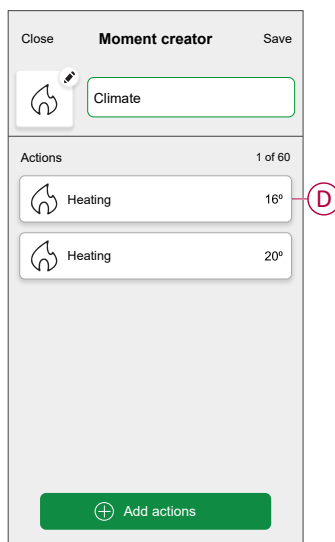 Close Moment creator Save
Climate
Actions 1 of 60
Heating 16º
D
Heating 20º
Add actions